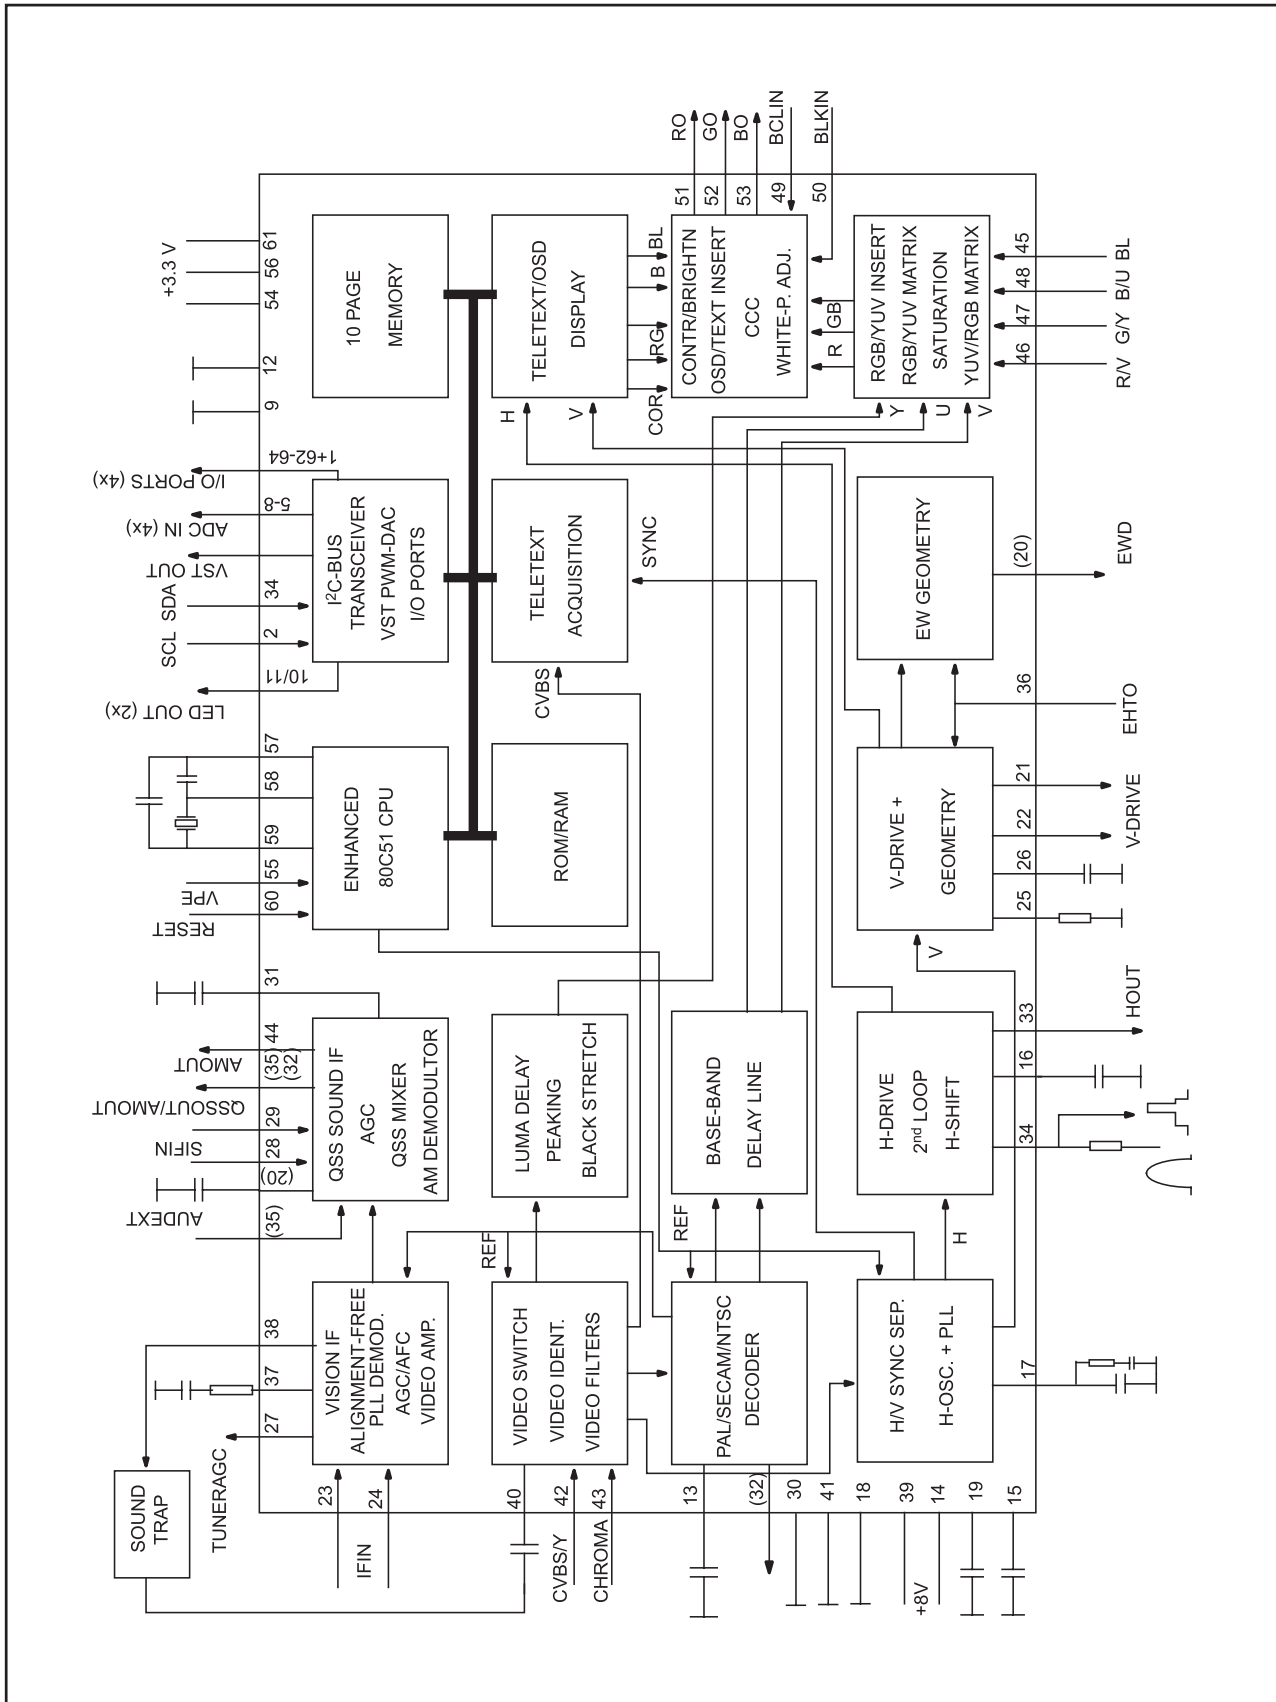 +3.3 V
61
56
54
12
9
10 PAGE
MEMORY
I/O PORTS (4x)
1+62-64
ADC IN (4x)
5-8
VST OUT
SDA
34
SCL
2
LED OUT (2x)
10/11
I²C-BUS
TRANSCEIVER
VST PWM-DAC
I/O PORTS
57
58
59
55
VPE
60
RESET
ENHANCED
80C51 CPU
31
44
AMOUT
(35)
(32)
QSSOUT/AMOUT
29
SIFIN
28
(20)
AUDEXT
(35)
QSS SOUND IF
AGC
QSS MIXER
AM DEMODULTOR
38
37
27
TUNERAGC
VISION IF
ALIGNMENT-FREE
PLL DEMOD.
AGC/AFC
VIDEO AMP.
SOUND
TRAP
23
24
IFIN
TELETEXT/OSD
DISPLAY
H
V
TELETEXT
ACQUISITION
SYNC
CVBS
ROM/RAM
LUMA DELAY
PEAKING
BLACK STRETCH
REF
VIDEO SWITCH
VIDEO IDENT.
VIDEO FILTERS
40
42
43
CVBS/Y
CHROMA
RO
GO
BO
BCLIN
BLKIN
51
52
53
49
50
BL
B
RG
COR
CONTR/BRIGHTN
OSD/TEXT INSERT
CCC
WHITE-P. ADJ.
GB
R
BASE-BAND
DELAY LINE
REF
PAL/SECAM/NTSC
DECODER
13
(32)
30
41
18
39
14
19
15
+8V
RGB/YUV INSERT
RGB/YUV MATRIX
SATURATION
YUV/RGB MATRIX
Y
U
V
45
48
47
46
BL
B/U
G/Y
R/V
EW GEOMETRY
(20)
EWD
36
EHTO
V-DRIVE +
GEOMETRY
21
22
26
25
V-DRIVE
V
H-DRIVE
2nd LOOP
H-SHIFT
33
16
34
HOUT
H
H/V SYNC SEP.
H-OSC. + PLL
17